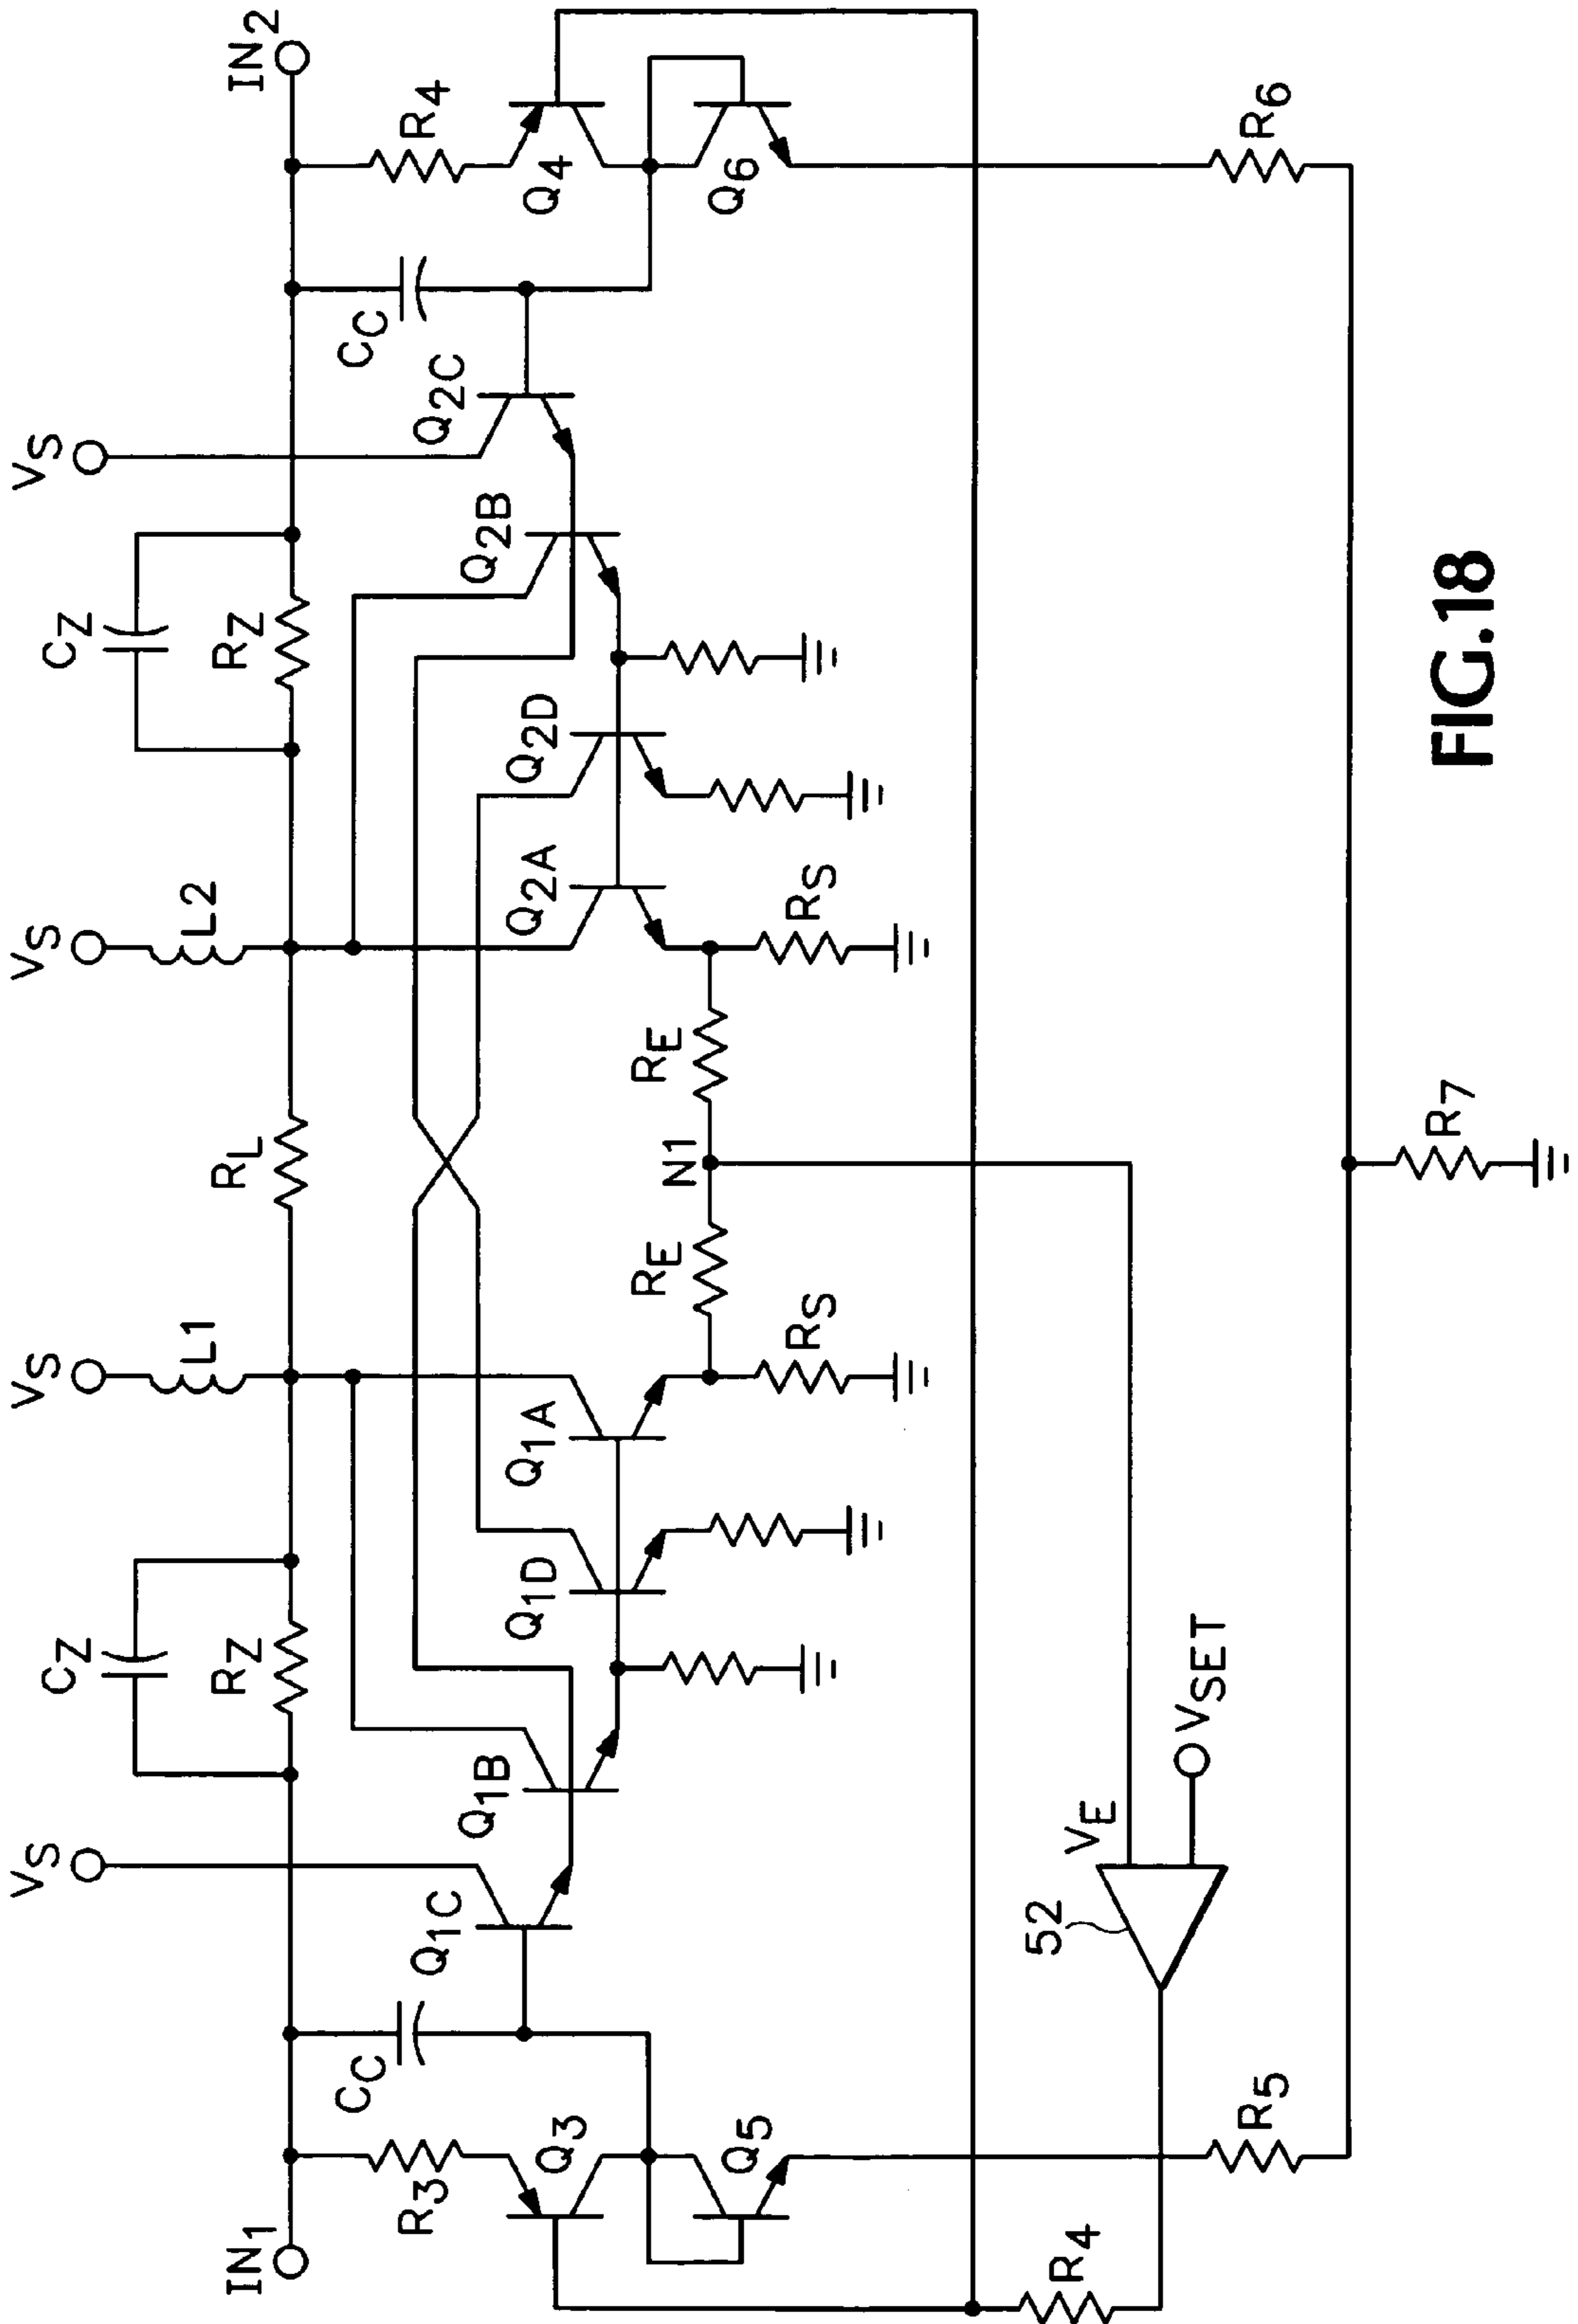 IN1
VS
CZ
RZ
VS
L1
RL
VS
L2
CZ
RZ
VS
IN2
R3
CC
Q1C
Q1B
Q1D
Q1A
Q2A
Q2D
Q2B
Q2C
CC
R4
Q3
Q4
Q5
Q6
RE
N1
RE
RS
RS
R4
52
VE
VSET
R5
R6
R7
FIG.18